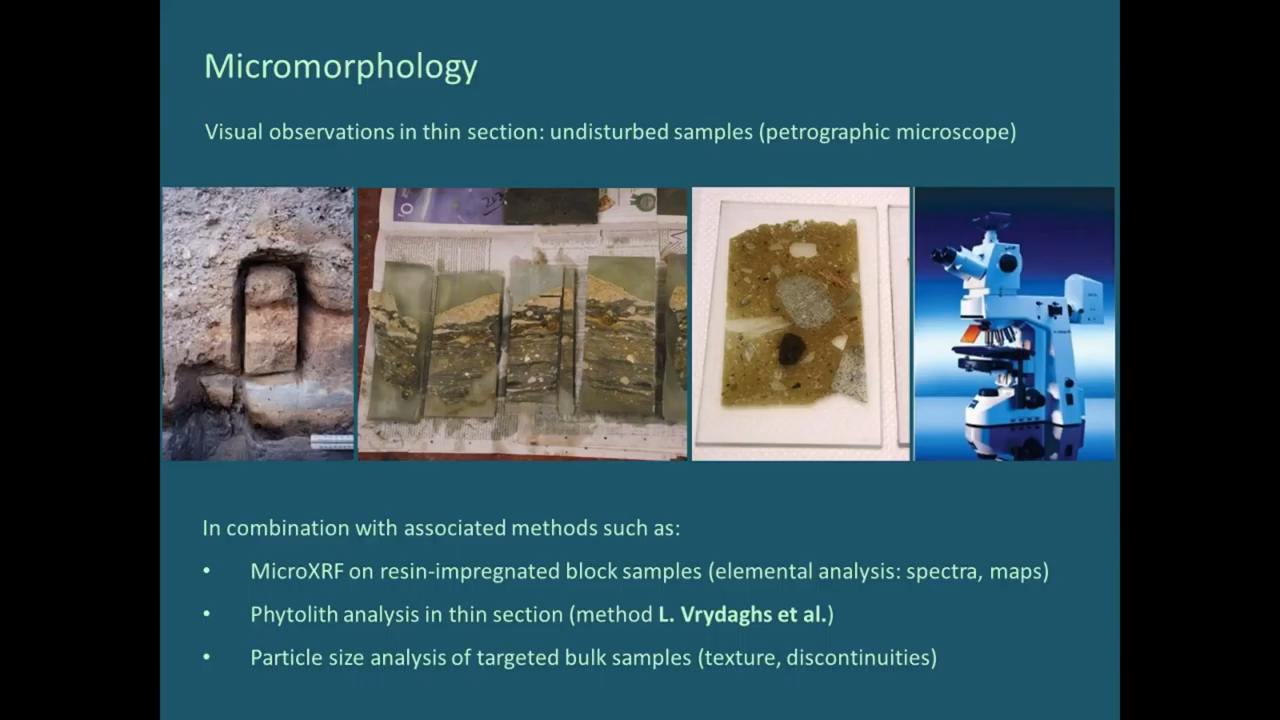 Micromorphology
Visual observations in thin section: undisturbed samples (petrographic microscope)
In combination with associated methods such as:
• MicroXRF on resin-impregnated block samples (elemental analysis: spectra, maps)
• Phytolith analysis in thin section (method L. Vrydaghs et al.)
• Particle size analysis of targeted bulk samples (texture, discontinuities)